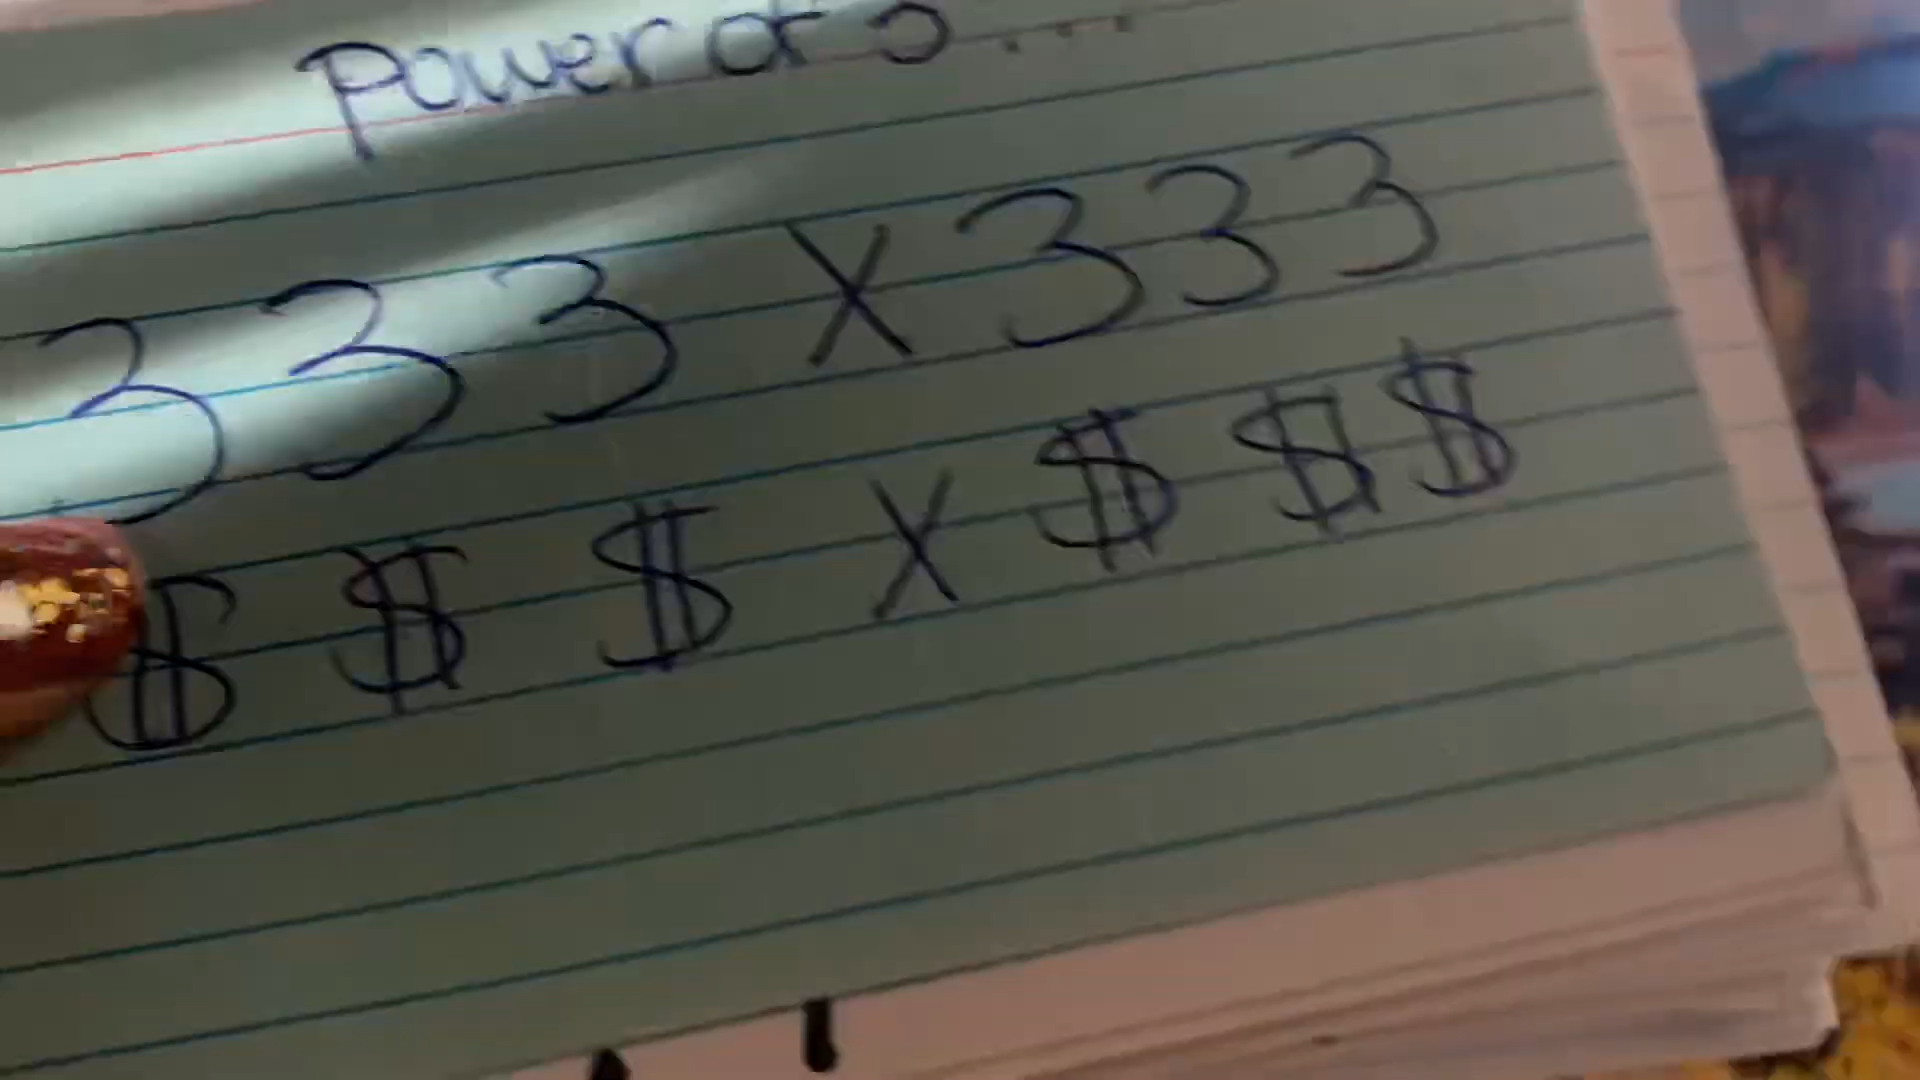 Power of 3....
333 X 333
$ $ $ X $ $ $